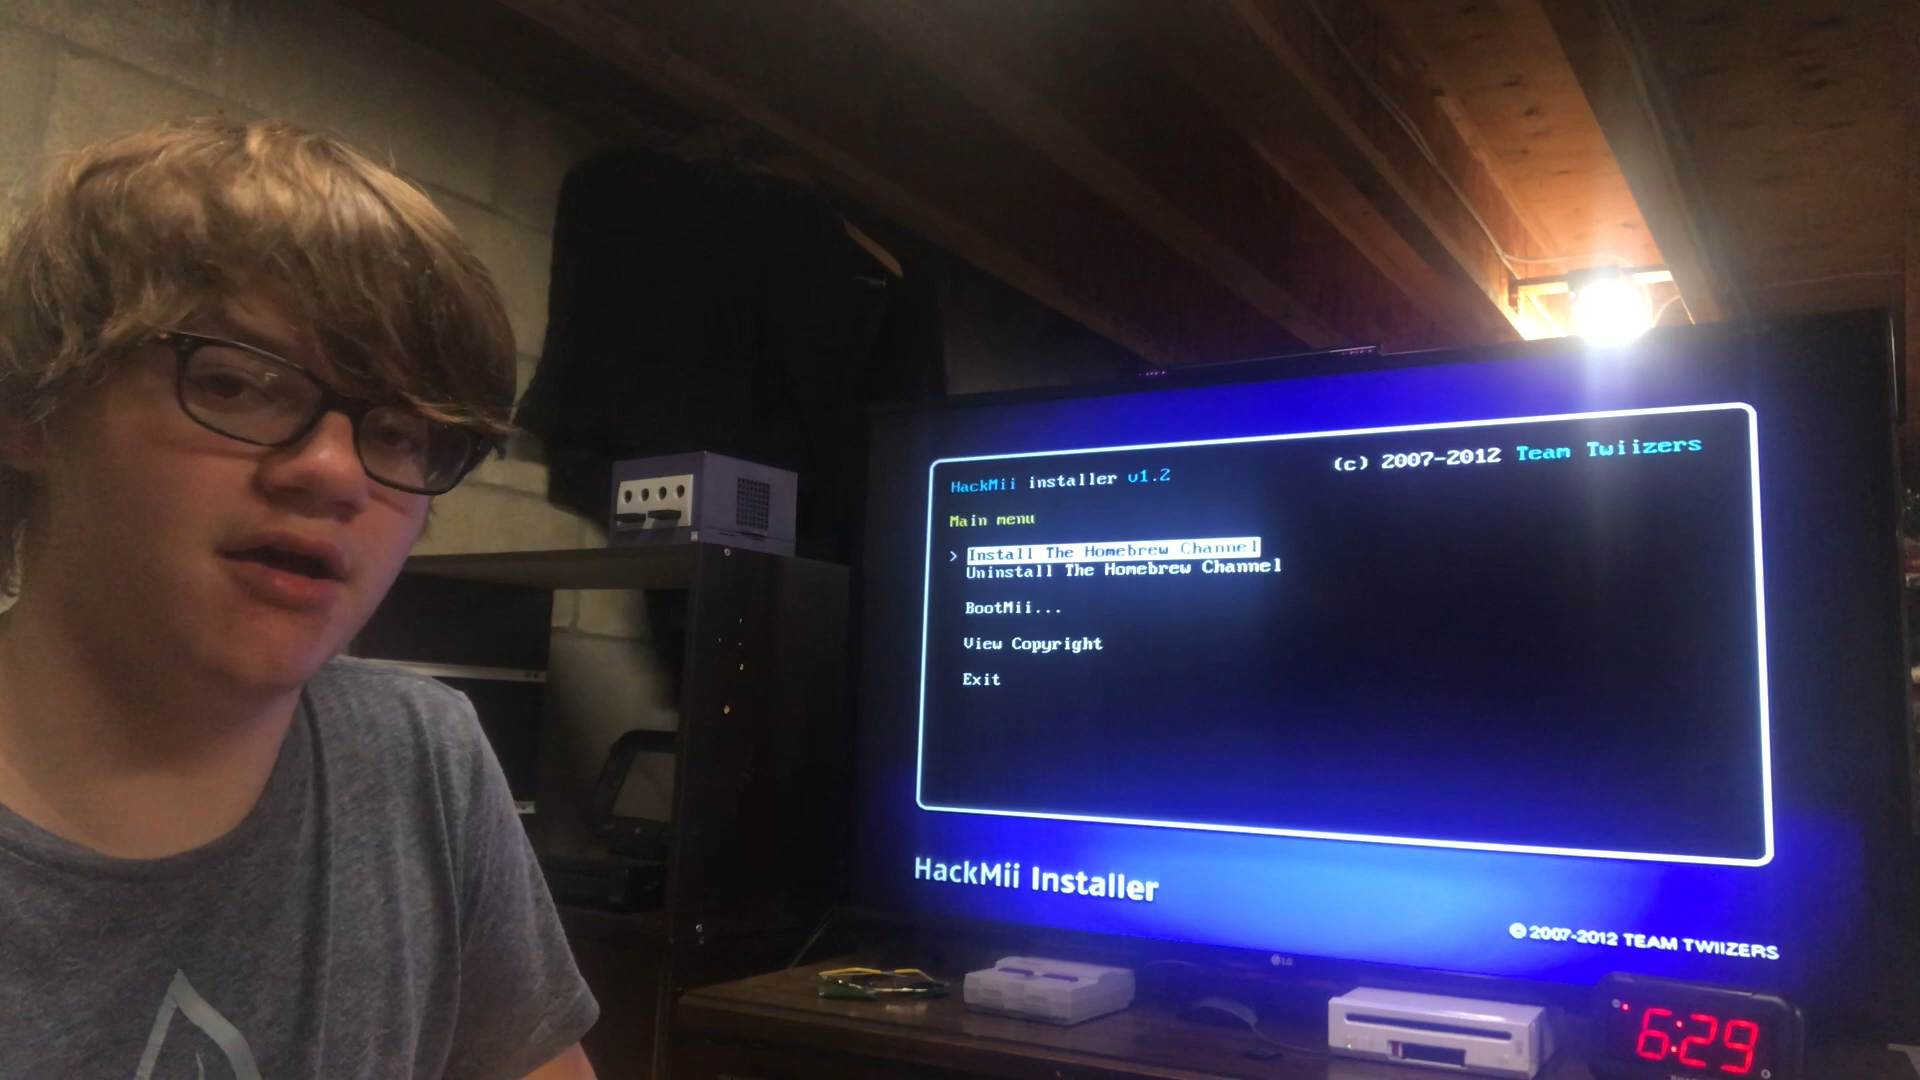 HackMii installer v1.2
(c) 2007-2012 Team Twiizers
Main menu
> Install The Homebrew Channel
Uninstall The Homebrew Channel
BootMii...
View Copyright
Exit
HackMii Installer
© 2007-2012 TEAM TWIIZERS
LG
6:29